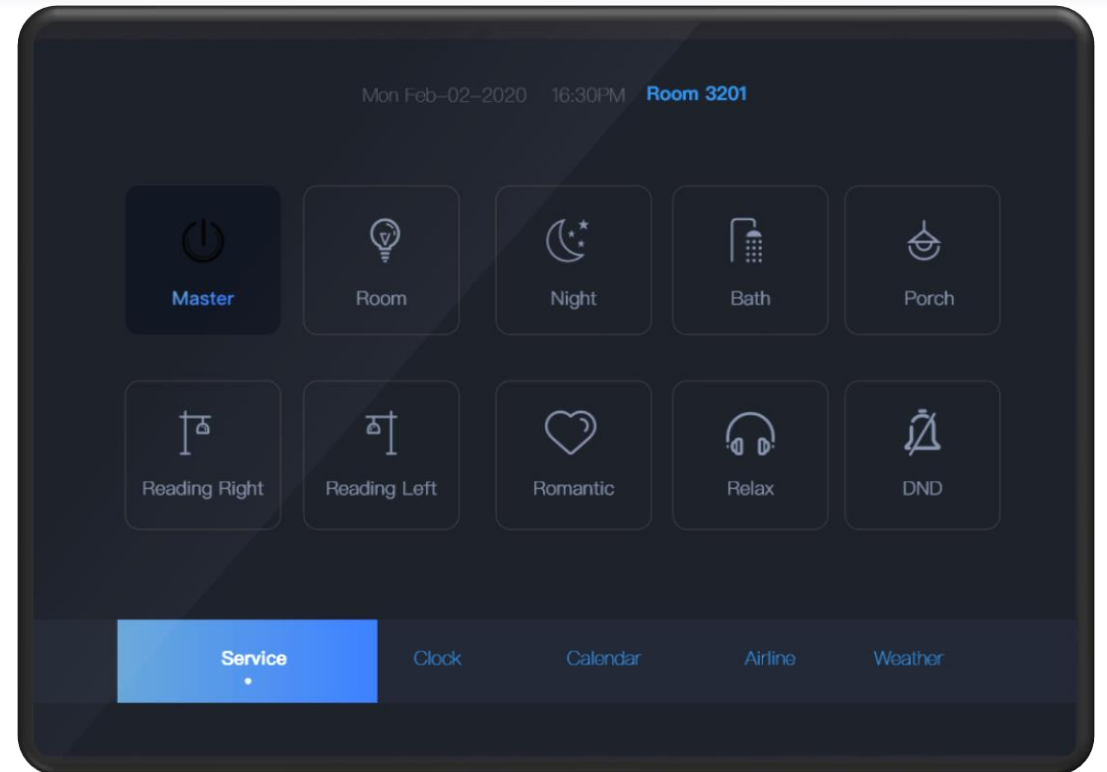 Mon Feb-02-2020 16:30PM Room 3201
Master Room Night Bath Porch
Reading Right Reading Left Romantic Relax DND
Service Clock Calendar Airline Weather